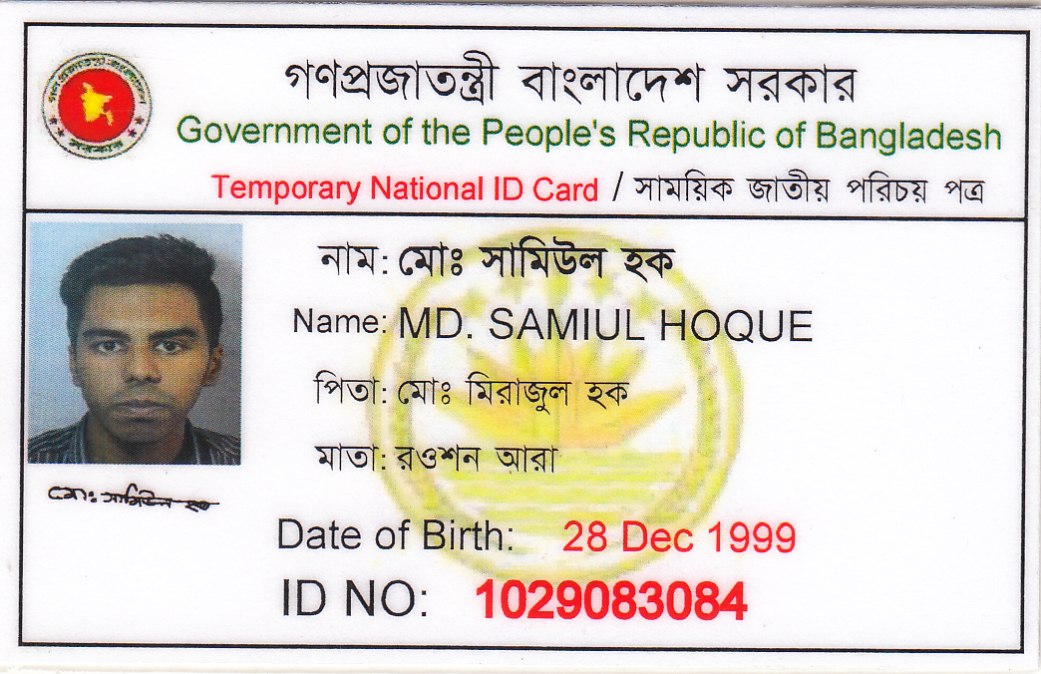 গণপ্রজাতন্ত্রী বাংলাদেশ সরকার
Government of the People's Republic of Bangladesh
Temporary National ID Card / সাময়িক জাতীয় পরিচয় পত্র
নাম: মোঃ সামিউল হক
Name: MD. SAMIUL HOQUE
পিতা: মোঃ মিরাজুল হক
মাতা: রওশন আরা
মোঃ সামিউল হক
Date of Birth: 28 Dec 1999
ID NO: 1029083084